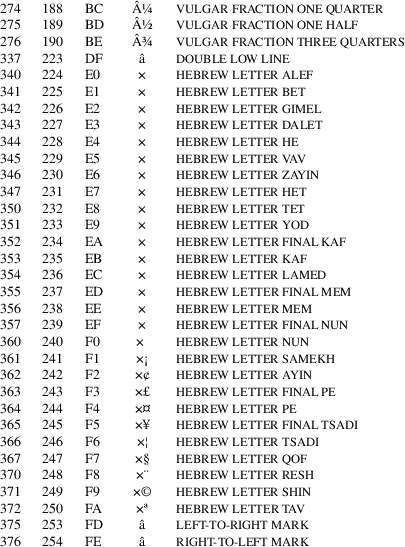 274 188 BC Â¼ VULGAR FRACTION ONE QUARTER
275 189 BD Â½ VULGAR FRACTION ONE HALF
276 190 BE Â¾ VULGAR FRACTION THREE QUARTERS
337 223 DF â DOUBLE LOW LINE
340 224 E0 × HEBREW LETTER ALEF
341 225 E1 × HEBREW LETTER BET
342 226 E2 × HEBREW LETTER GIMEL
343 227 E3 × HEBREW LETTER DALET
344 228 E4 × HEBREW LETTER HE
345 229 E5 × HEBREW LETTER VAV
346 230 E6 × HEBREW LETTER ZAYIN
347 231 E7 × HEBREW LETTER HET
350 232 E8 × HEBREW LETTER TET
351 233 E9 × HEBREW LETTER YOD
352 234 EA × HEBREW LETTER FINAL KAF
353 235 EB × HEBREW LETTER KAF
354 236 EC × HEBREW LETTER LAMED
355 237 ED × HEBREW LETTER FINAL MEM
356 238 EE × HEBREW LETTER MEM
357 239 EF × HEBREW LETTER FINAL NUN
360 240 F0 × HEBREW LETTER NUN
361 241 F1 ×¡ HEBREW LETTER SAMEKH
362 242 F2 ×¢ HEBREW LETTER AYIN
363 243 F3 ×£ HEBREW LETTER FINAL PE
364 244 F4 ×¤ HEBREW LETTER PE
365 245 F5 ×¥ HEBREW LETTER FINAL TSADI
366 246 F6 ×¦ HEBREW LETTER TSADI
367 247 F7 ×§ HEBREW LETTER QOF
370 248 F8 ×¨ HEBREW LETTER RESH
371 249 F9 ×© HEBREW LETTER SHIN
372 250 FA ×ª HEBREW LETTER TAV
375 253 FD â LEFT-TO-RIGHT MARK
376 254 FE â RIGHT-TO-LEFT MARK